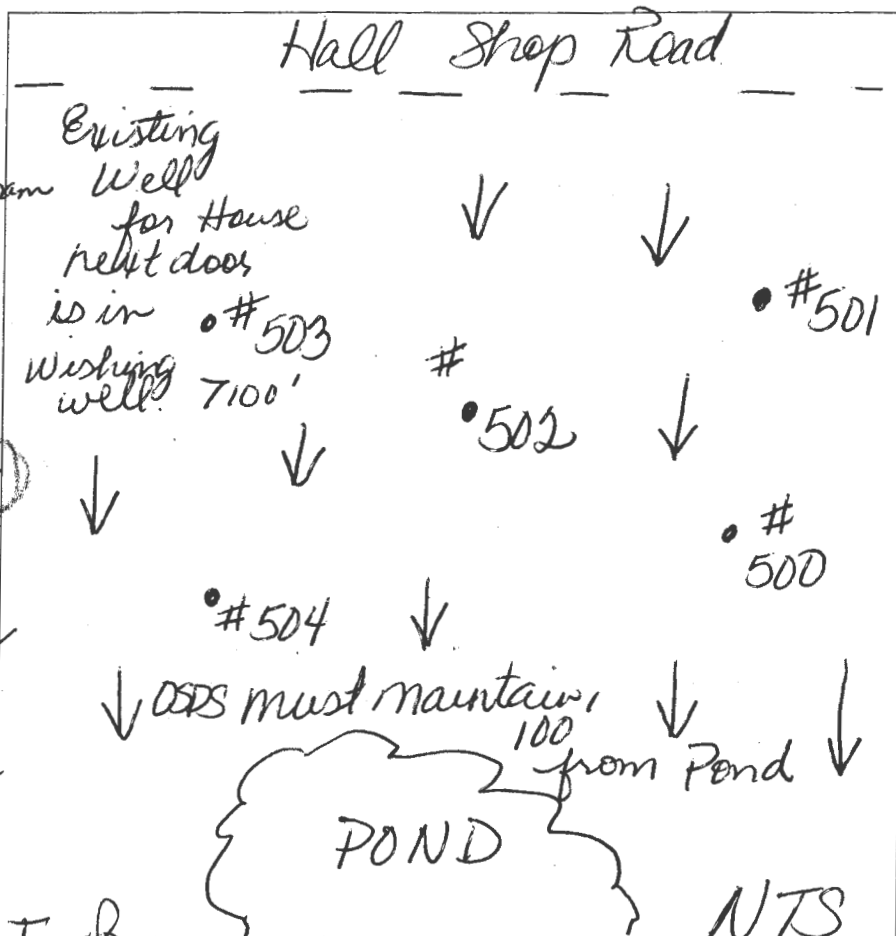 Hall Shop Road
Existing
Well
for House
next door
is in
Wishing
well. 7100'
#503
#501
#
502
#
500
#504
OSDS must maintain
100'
from Pond
POND
NTS